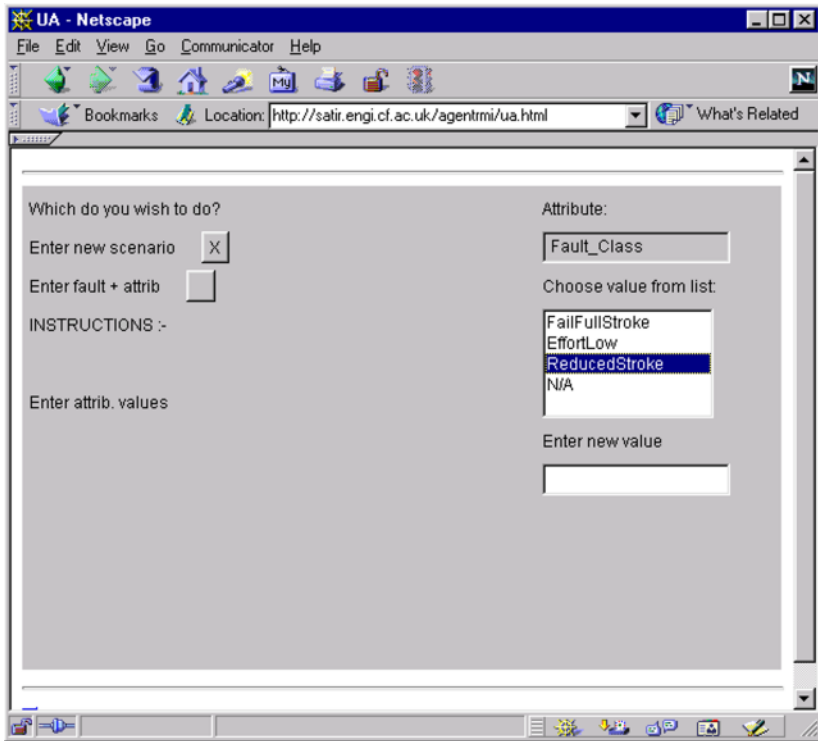 UA - Netscape
File Edit View Go Communicator Help
My
N
Bookmarks Location: http://satir.engi.cf.ac.uk/agentrmi/ua.html What's Related
Which do you wish to do?
Enter new scenario X
Enter fault + attrib
INSTRUCTIONS :-
Enter attrib. values
Attribute:
Fault_Class
Choose value from list:
FailFullStroke
EffortLow
ReducedStroke
N/A
Enter new value